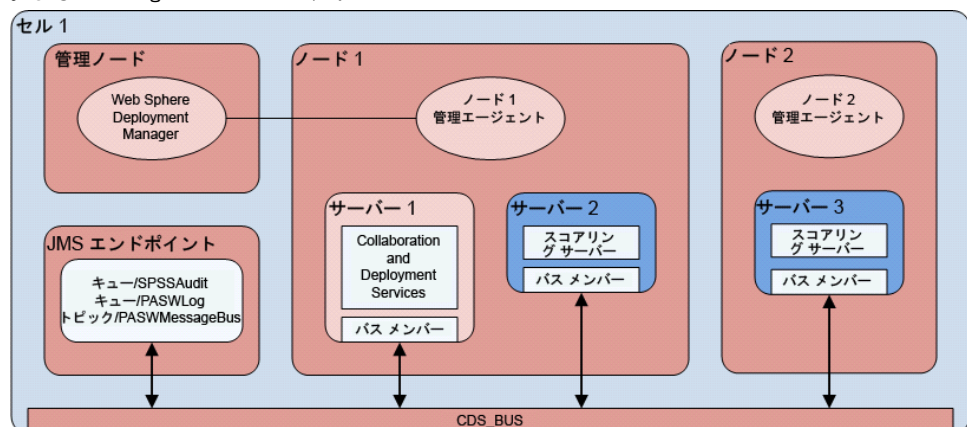 セル 1
管理ノード
Web Sphere
Deployment
Manager
ノード 1
ノード 1
管理エージェント
ノード 2
ノード 2
管理エージェント
JMS エンドポイント
キュー/SPSSAudit
キュー/PASWLog
トピック/PASWMessageBus
サーバー 1
Collaboration
and
Deployment
Services
バス メンバー
サーバー 2
スコアリン
グ サーバー
バス メンバー
サーバー 3
スコアリン
グ サーバー
バス メンバー
CDS_BUS